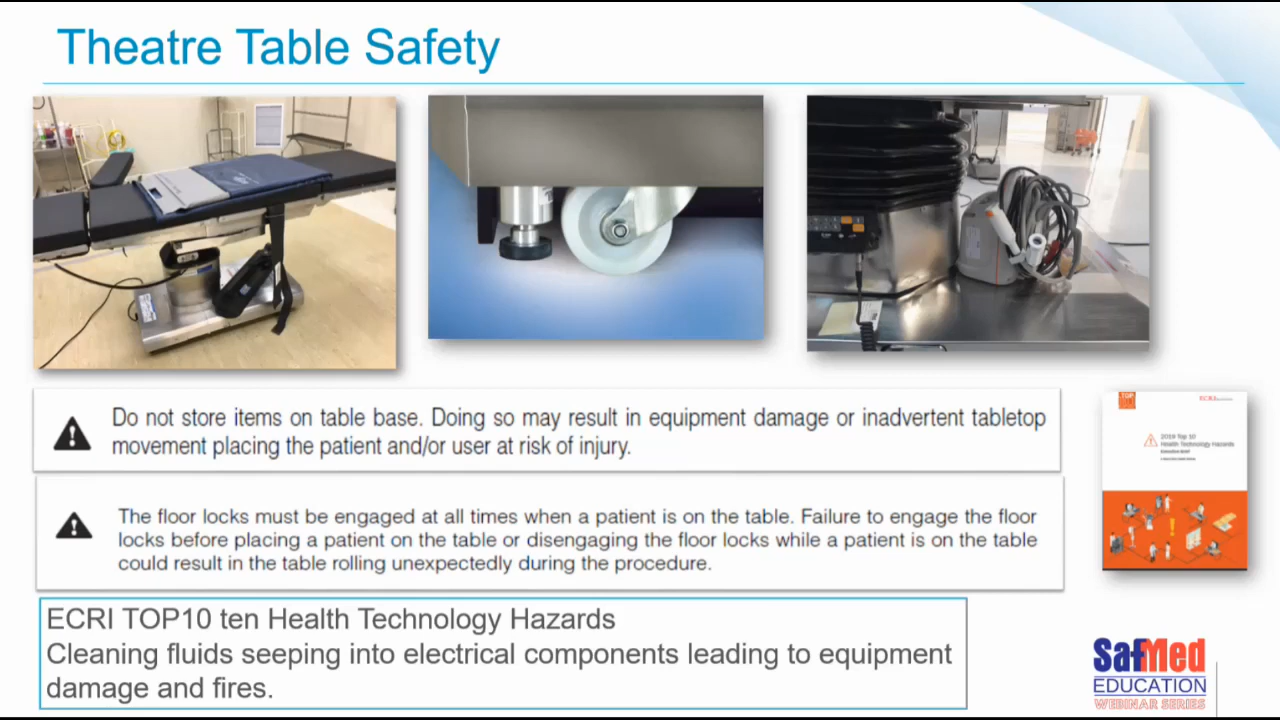 Theatre Table Safety
Do not store items on table base. Doing so may result in equipment damage or inadvertent tabletop
movement placing the patient and/or user at risk of injury.
The floor locks must be engaged at all times when a patient is on the table. Failure to engage the floor
locks before placing a patient on the table or disengaging the floor locks while a patient is on the table
could result in the table rolling unexpectedly during the procedure.
TOP
ECRI
2019 Top 10
Health Technology Hazards
Executive Brief
ECRI TOP10 ten Health Technology Hazards
Cleaning fluids seeping into electrical components leading to equipment
damage and fires.
SafMed
EDUCATION
WEBINAR SERIES